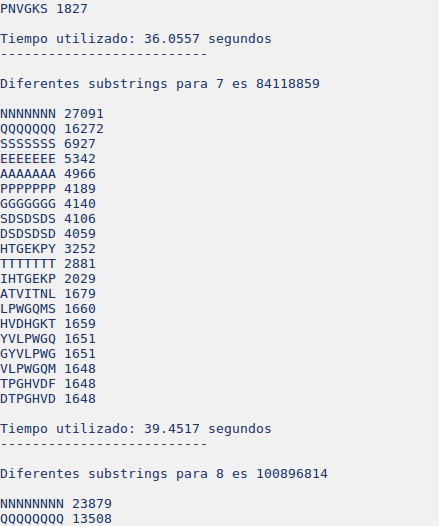 PNVGKS 1827
Tiempo utilizado: 36.0557 segundos
--------------------------
Diferentes substrings para 7 es 84118859
NNNNNNN 27091
QQQQQQQ 16272
SSSSSSS 6927
EEEEEEE 5342
AAAAAAA 4966
PPPPPPP 4189
GGGGGGG 4140
SDSDSDS 4106
DSDSDSD 4059
HTGEKPY 3252
TTTTTTT 2881
IHTGEKP 2029
ATVITNL 1679
LPWGQMS 1660
HVDHGKT 1659
YVLPWGQ 1651
GYVLPWG 1651
VLPWGQM 1648
TPGHVDF 1648
DTPGHVD 1648
Tiempo utilizado: 39.4517 segundos
--------------------------
Diferentes substrings para 8 es 100896814
NNNNNNNN 23879
QQQQQQQQ 13508